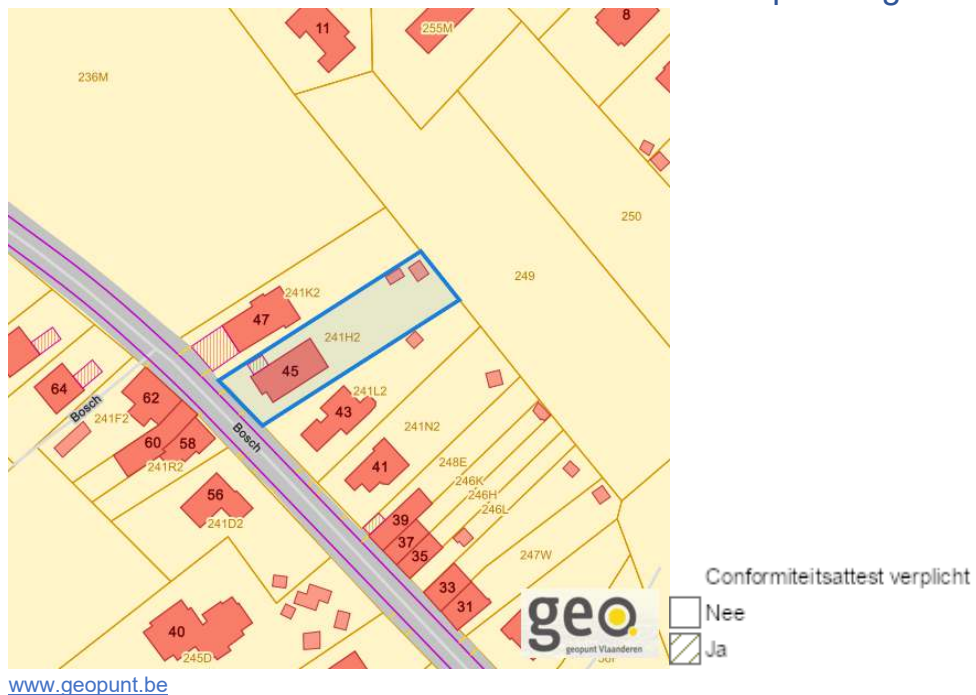 11
255M
8
236M
250
249
241K2
47
241H2
45
64
62
241L2
Bosch
43
241F2
Bosch
241N2
60
58
41
248E
241R2
246K
56
246H
246L
241D2
39
37
35
247W
33
31
40
245D
geo.
geopunt Vlaanderen
Conformiteitsattest verplicht
Nee
Ja
www.geopunt.be